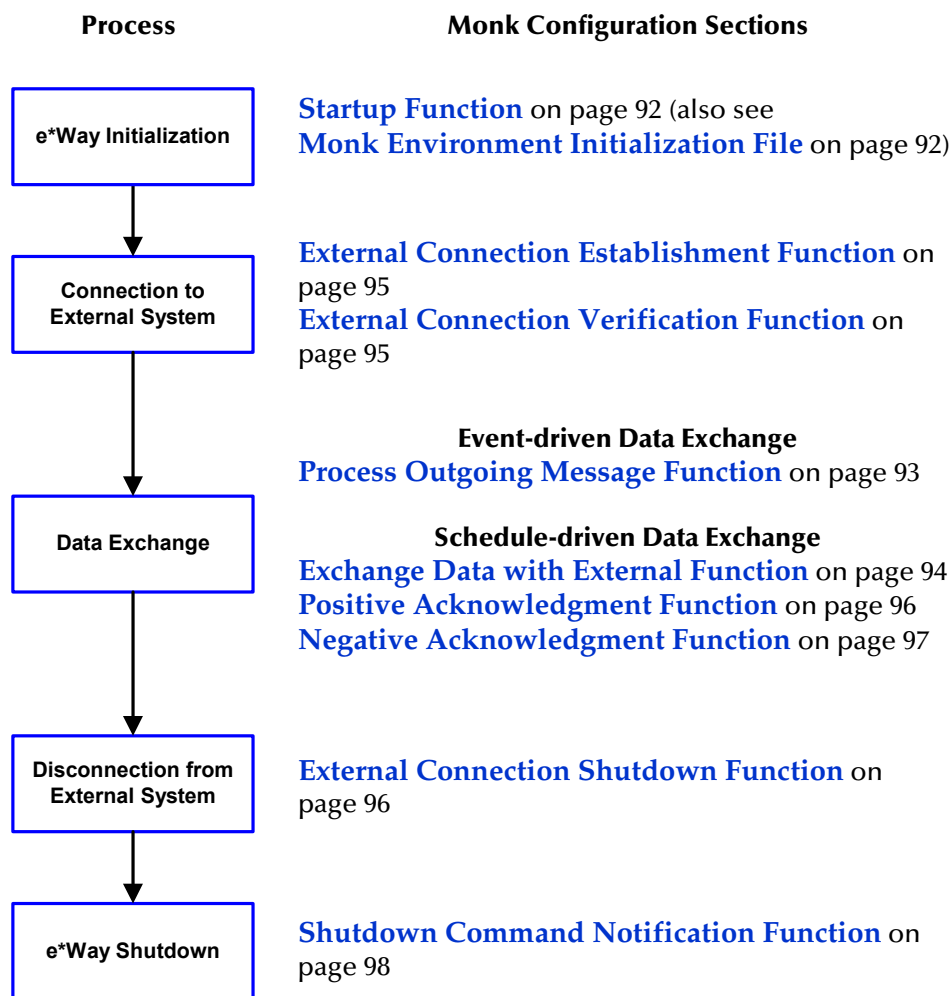 Process
Monk Configuration Sections
e*Way Initialization
Startup Function on page 92 (also see
Monk Environment Initialization File on page 92)
Connection to
External System
External Connection Establishment Function on
page 95
External Connection Verification Function on
page 95
Data Exchange
Event-driven Data Exchange
Process Outgoing Message Function on page 93
Schedule-driven Data Exchange
Exchange Data with External Function on page 94
Positive Acknowledgment Function on page 96
Negative Acknowledgment Function on page 97
Disconnection from
External System
External Connection Shutdown Function on
page 96
e*Way Shutdown
Shutdown Command Notification Function on
page 98